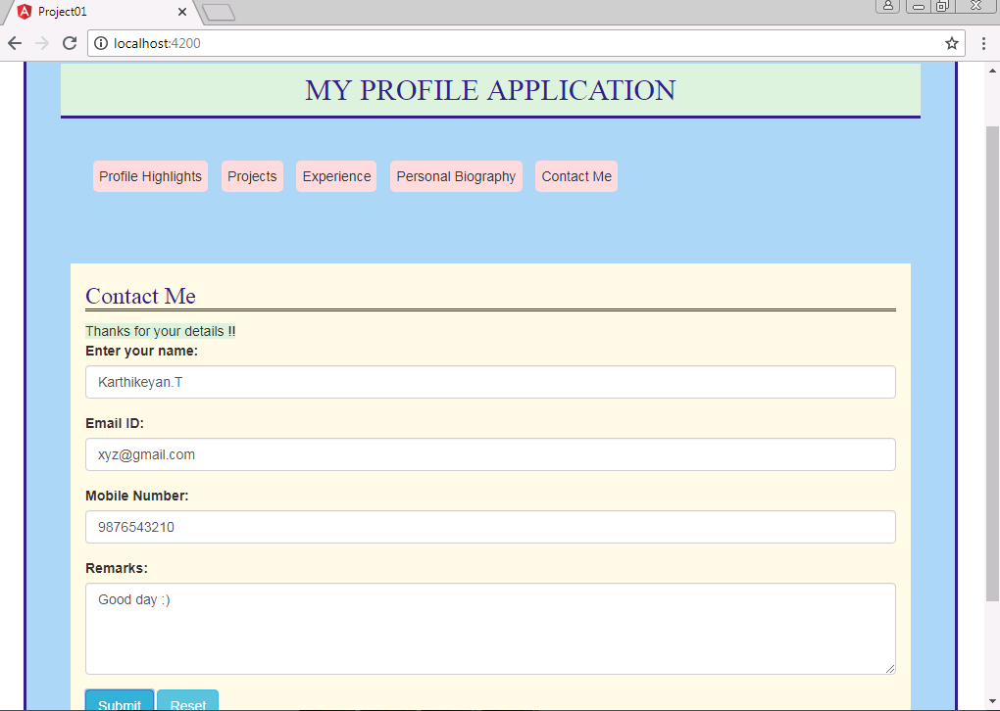 Project01
localhost:4200
MY PROFILE APPLICATION
Profile Highlights Projects Experience Personal Biography Contact Me
Contact Me
Thanks for your details !!
Enter your name:
Karthikeyan.T
Email ID:
xyz@gmail.com
Mobile Number:
9876543210
Remarks:
Good day :)
Submit Reset